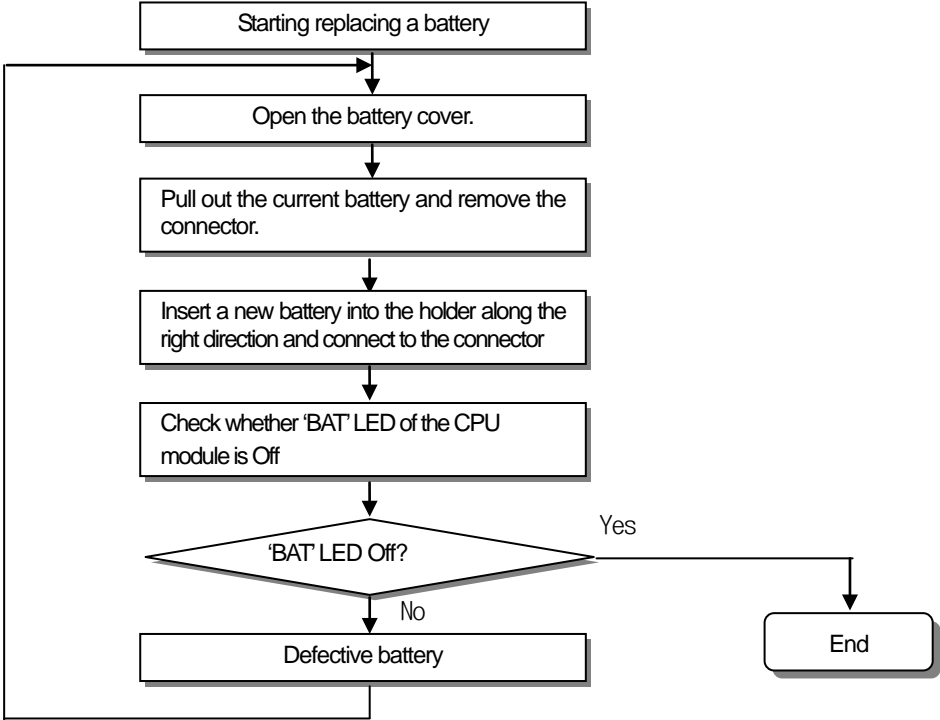 Starting replacing a battery
Open the battery cover.
Pull out the current battery and remove the
connector.
Insert a new battery into the holder along the
right direction and connect to the connector
Check whether ‘BAT’ LED of the CPU
module is Off
‘BAT’ LED Off?
Yes
No
Defective battery
End